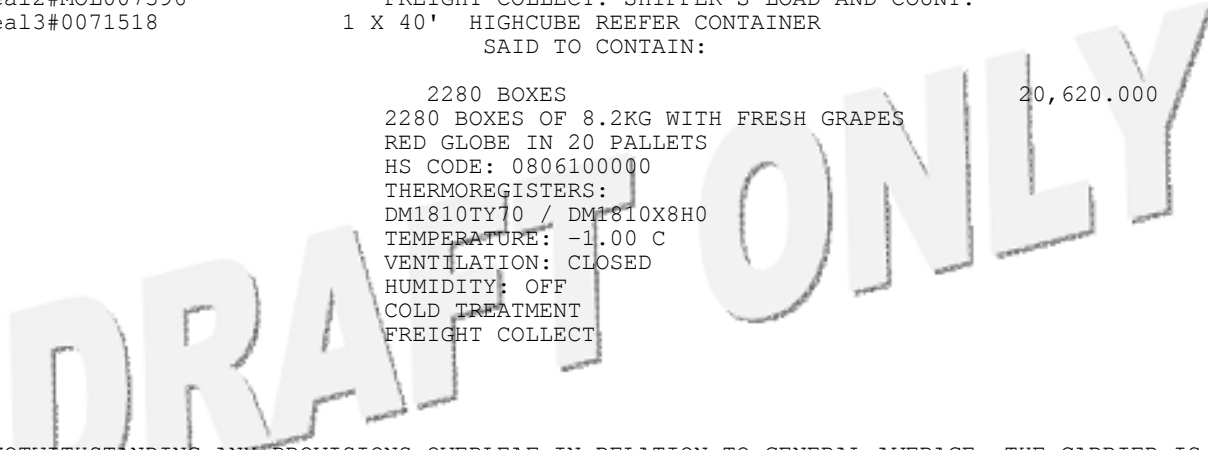 eal2#MOL007596 FREIGHT COLLECT. SHIPPER'S LOAD AND COUNT.
eal3#0071518 1 X 40' HIGHCUBE REEFER CONTAINER
SAID TO CONTAIN:
2280 BOXES 20,620.000
2280 BOXES OF 8.2KG WITH FRESH GRAPES
RED GLOBE IN 20 PALLETS
HS CODE: 0806100000
THERMOREGISTERS:
DM1810TY70 / DM1810X8H0
TEMPERATURE: -1.00 C
VENTILATION: CLOSED
HUMIDITY: OFF
COLD TREATMENT
FREIGHT COLLECT
DRAFT ONLY
NOTWITHSTANDING ANY PROVISIONS OVERLEAF IN RELATION TO GENERAL AVERAGE, THE CARRIER IS